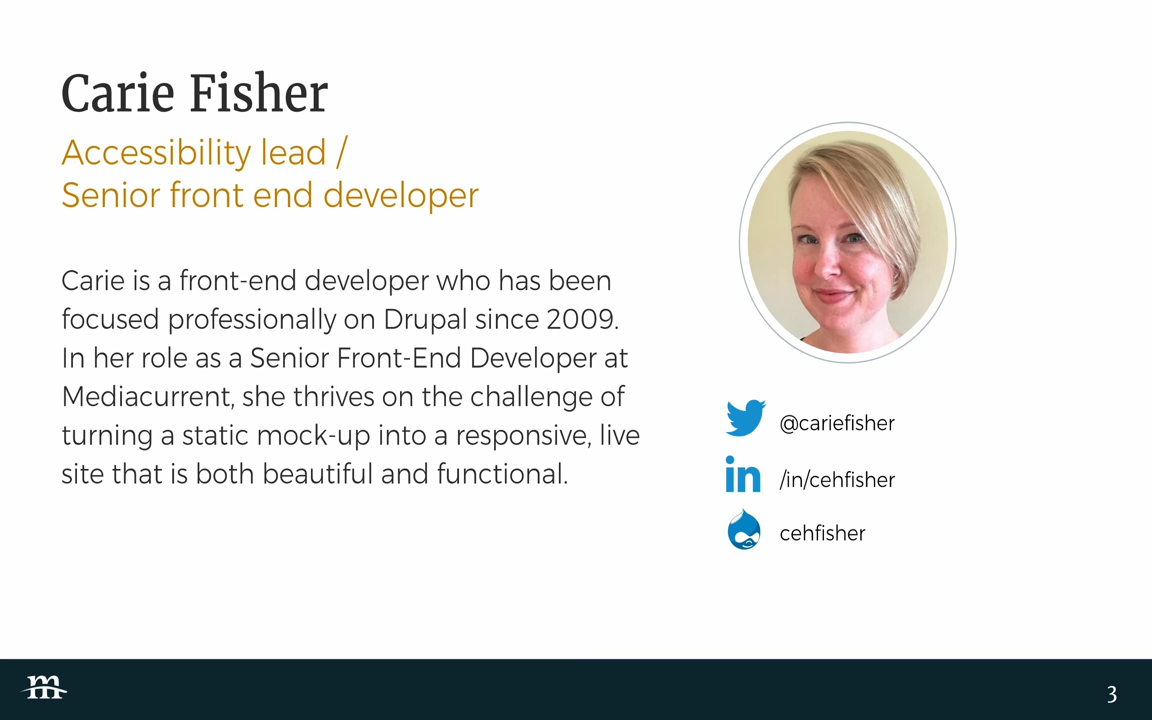 Carie Fisher
Accessibility lead /
Senior front end developer
Carie is a front-end developer who has been
focused professionally on Drupal since 2009.
In her role as a Senior Front-End Developer at
Mediacurrent, she thrives on the challenge of
turning a static mock-up into a responsive, live
site that is both beautiful and functional.
@cariefisher
in /in/cehfisher
cehfisher
m
3